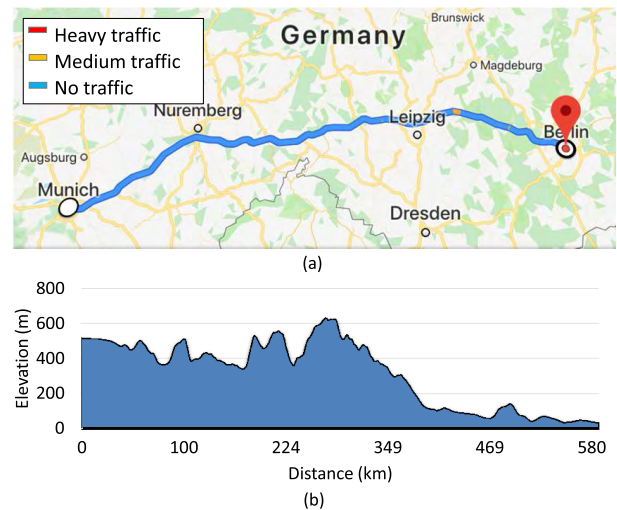 Heavy traffic
Medium traffic
No traffic
Germany
Brunswick
Magdeburg
Nuremberg
Leipzig
Berlin
Augsburg
Munich
Dresden
(a)
800
600
400
200
0
Elevation (m)
0 100 224 349 469 580
Distance (km)
(b)